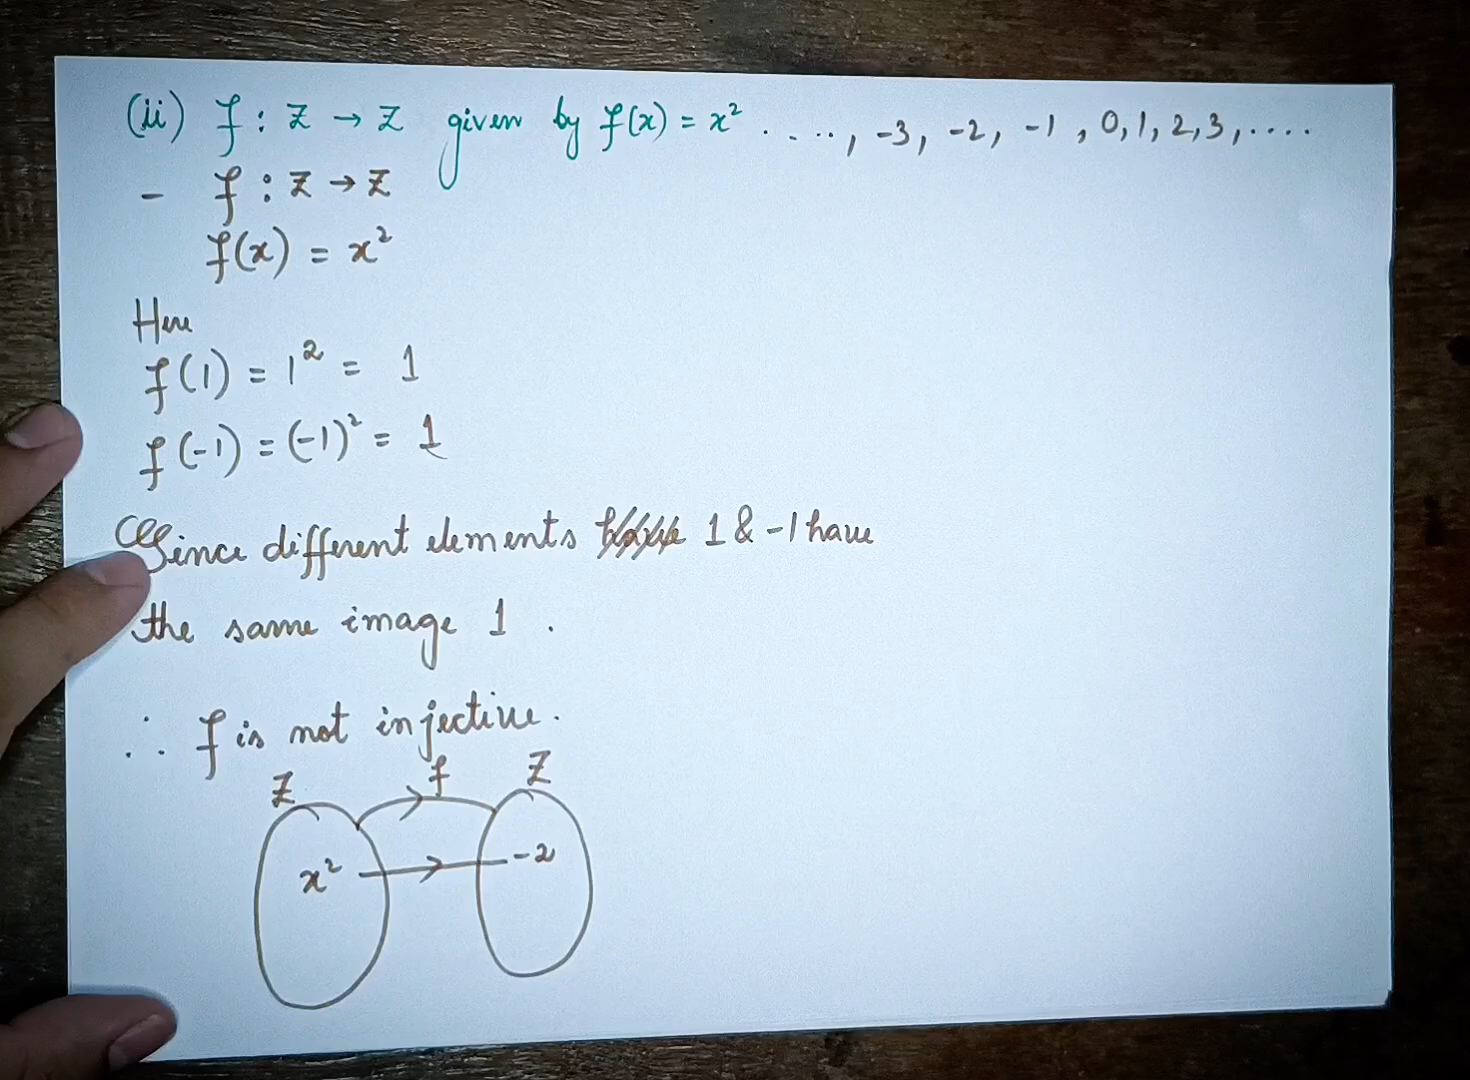 (ii) f : Z → Z given by f(x) = x² . . .., -3, -2, -1, 0, 1, 2, 3, ....
- f : Z → Z
f(x) = x²
Here
f(1) = 1² = 1
f(-1) = (-1)² = 1
Since different elements 1 & -1 have
the same image 1 .
∴ f is not injective.
Z f Z
x² -2